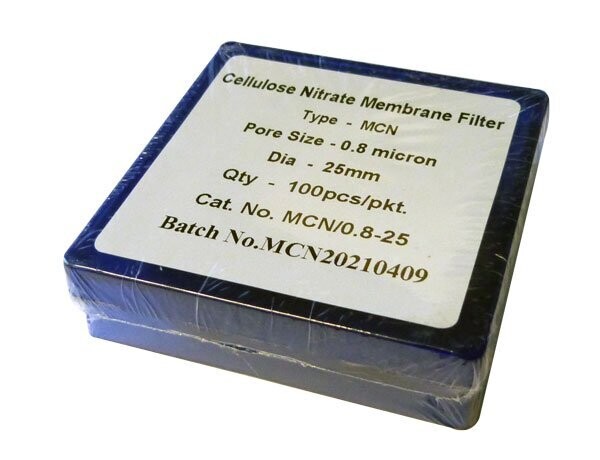 Cellulose Nitrate Membrane Filter
Type - MCN
Pore Size - 0.8 micron
Dia - 25mm
Qty - 100pcs/pkt.
Cat. No. MCN/0.8-25
Batch No.MCN20210409